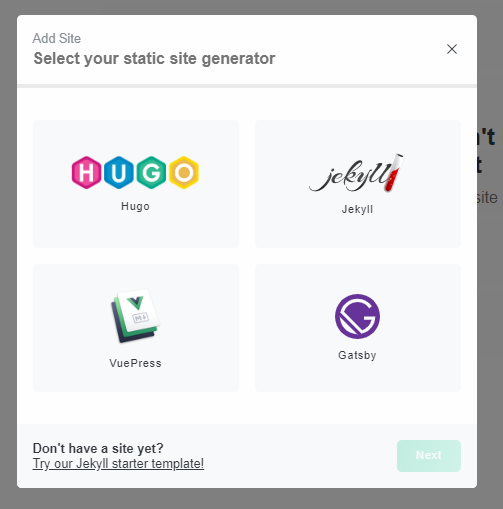 Add Site
Select your static site generator
HUGO
Hugo
jekyll
Jekyll
M↓
VuePress
Gatsby
n't
t
site
Don't have a site yet?
Try our Jekyll starter template!
Next